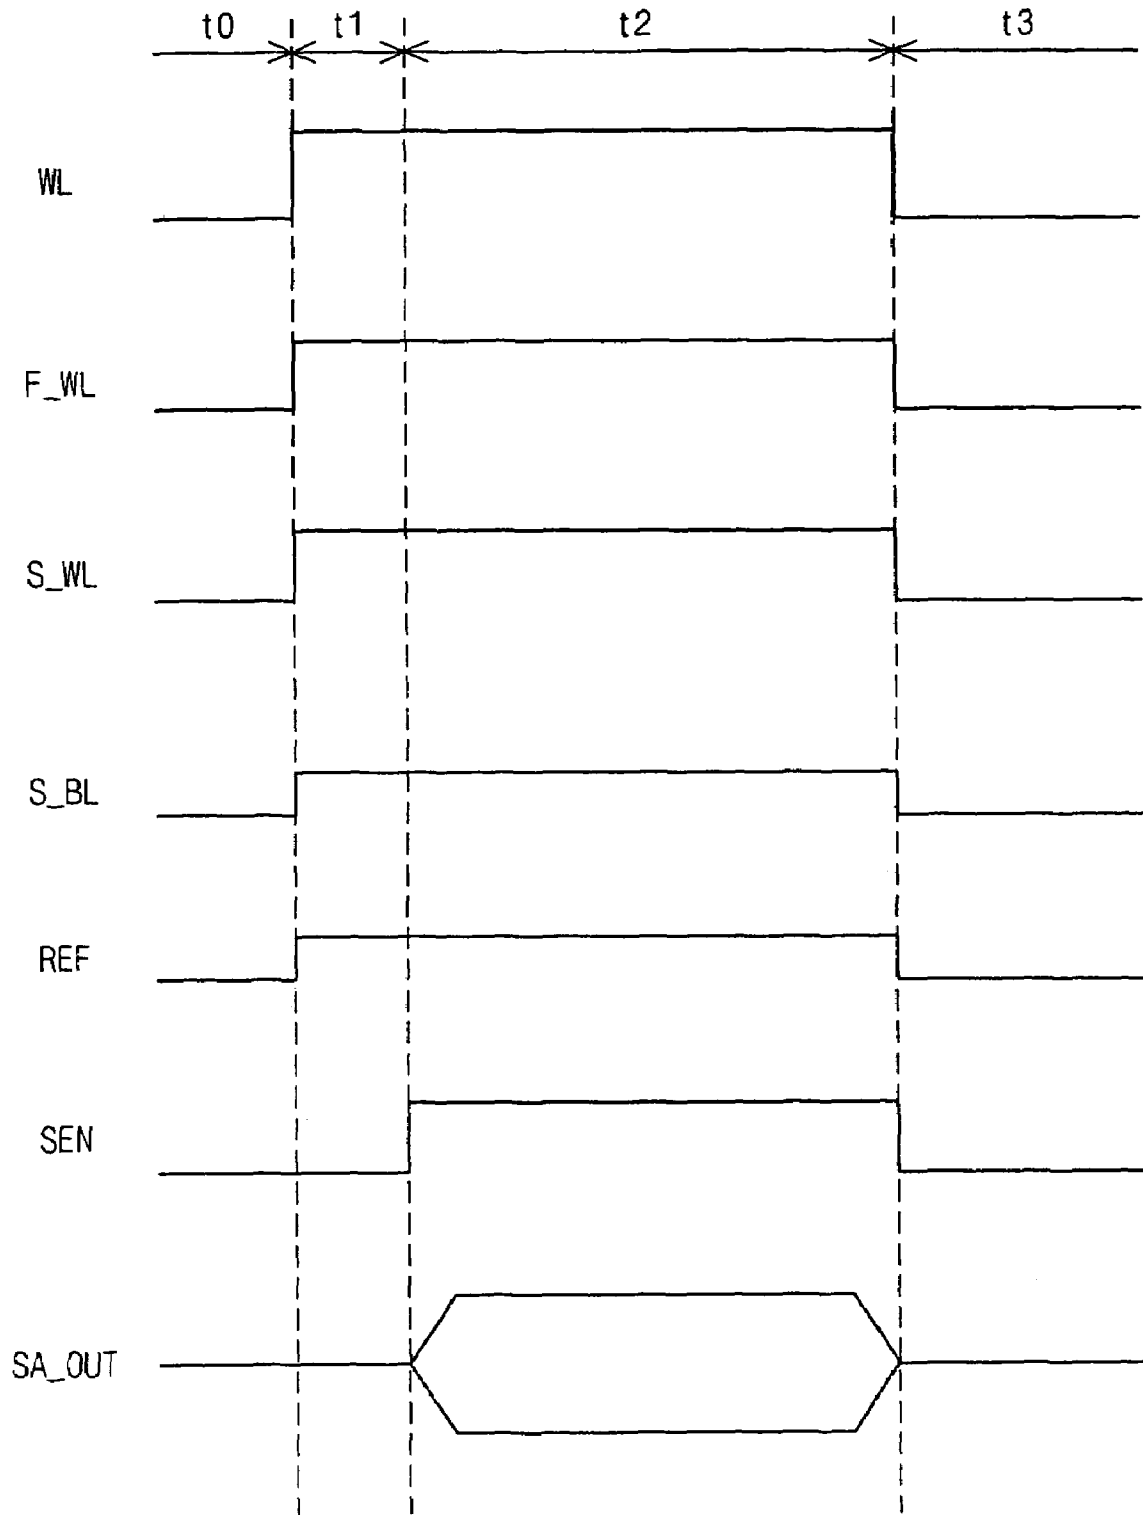 t0 t1 t2 t3
WL
F_WL
S_WL
S_BL
REF
SEN
SA_OUT